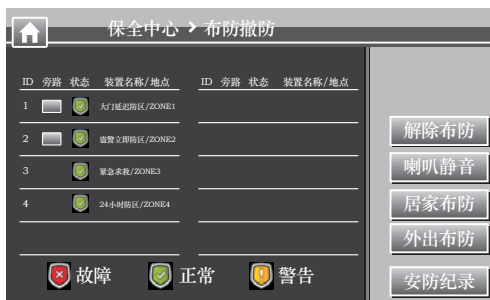 保全中心 > 布防撤防
ID 旁路 状态 装置名称/地点 ID 旁路 状态 装置名称/地点
1 大门延迟防区/ZONE1
2 盗警立即防区/ZONE2
3 紧急求救/ZONE3
4 24小时防区/ZONE4
故障 正常 警告
解除布防
喇叭静音
居家布防
外出布防
安防纪录